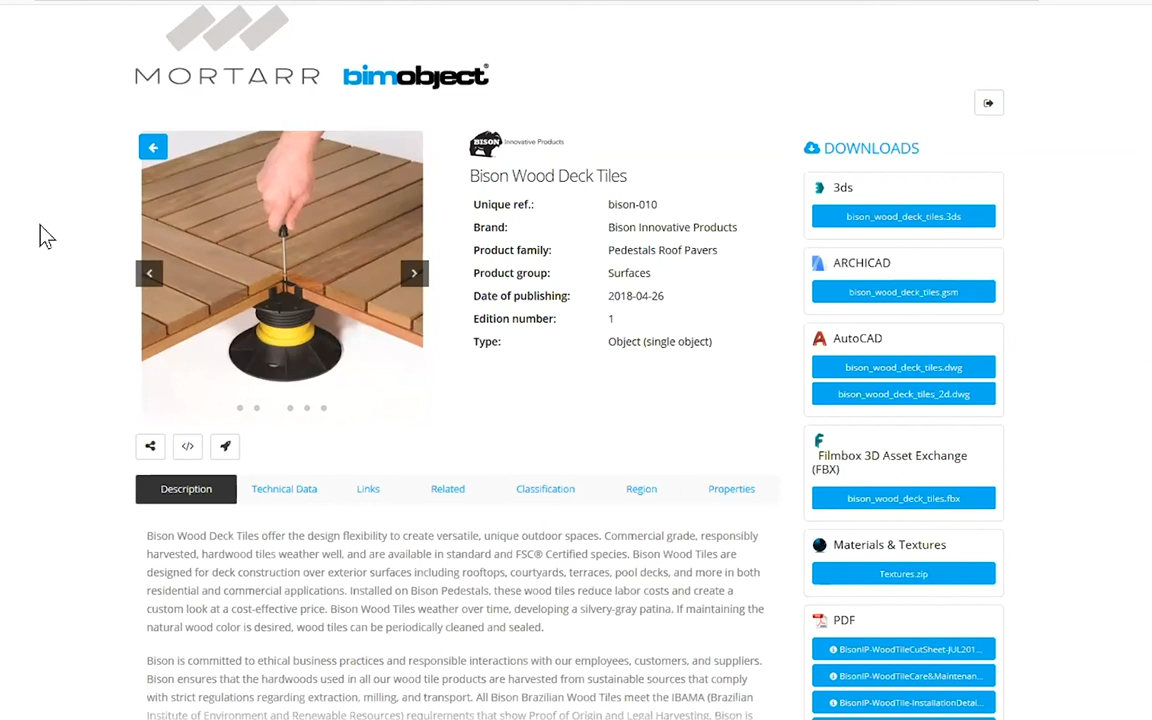 MORTARR bimobject®
BISON Innovative Products
Bison Wood Deck Tiles
Unique ref.: bison-010
Brand: Bison Innovative Products
Product family: Pedestals Roof Pavers
Product group: Surfaces
Date of publishing: 2018-04-26
Edition number: 1
Type: Object (single object)
Description Technical Data Links Related Classification Region Properties
Bison Wood Deck Tiles offer the design flexibility to create versatile, unique outdoor spaces. Commercial grade, responsibly
harvested, hardwood tiles weather well, and are available in standard and FSC® Certified species. Bison Wood Tiles are
designed for deck construction over exterior surfaces including rooftops, courtyards, terraces, pool decks, and more in both
residential and commercial applications. Installed on Bison Pedestals, these wood tiles reduce labor costs and create a
custom look at a cost-effective price. Bison Wood Tiles weather over time, developing a silvery-gray patina. If maintaining the
natural wood color is desired, wood tiles can be periodically cleaned and sealed.
Bison is committed to ethical business practices and responsible interactions with our employees, customers, and suppliers.
Bison ensures that the hardwoods used in all our wood tile products are harvested from sustainable sources that comply
with strict regulations regarding extraction, milling, and transport. All Bison Brazilian Wood Tiles meet the IBAMA (Brazilian
Institute of Environment and Renewable Resources) requirements that show Proof of Origin and Legal Harvesting. Bison is
DOWNLOADS
3ds
bison_wood_deck_tiles.3ds
ARCHICAD
bison_wood_deck_tiles.gsm
AutoCAD
bison_wood_deck_tiles.dwg
bison_wood_deck_tiles_2d.dwg
Filmbox 3D Asset Exchange
(FBX)
bison_wood_deck_tiles.fbx
Materials & Textures
Textures.zip
PDF
BisonIP-WoodTileCutSheet-JUL201...
BisonIP-WoodTileCare&Maintenan...
BisonIP-WoodTile-InstallationDetai...